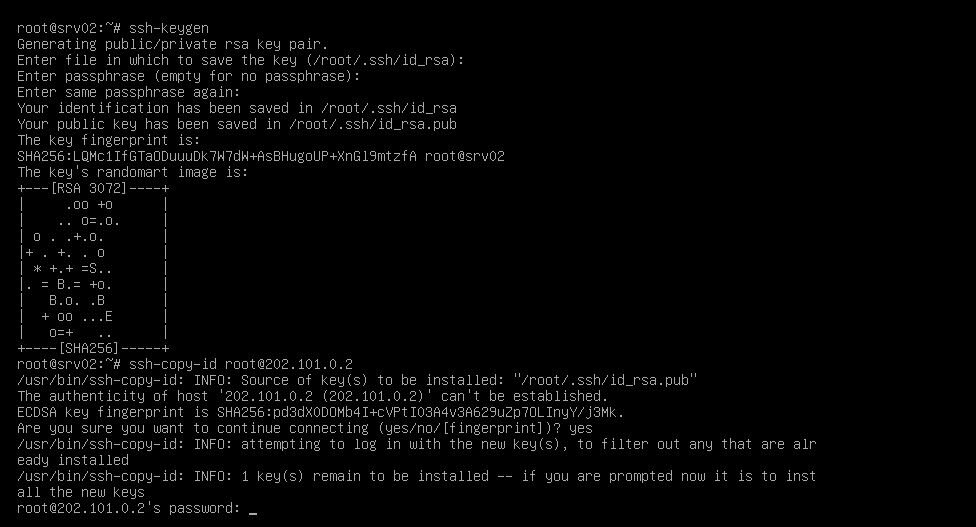 root@srv02:~# ssh-keygen
Generating public/private rsa key pair.
Enter file in which to save the key (/root/.ssh/id_rsa):
Enter passphrase (empty for no passphrase):
Enter same passphrase again:
Your identification has been saved in /root/.ssh/id_rsa
Your public key has been saved in /root/.ssh/id_rsa.pub
The key fingerprint is:
SHA256:LQMc1IfGTaODuuuDk7W7dW+AsBHugoUP+XnGl9mtzfA root@srv02
The key's randomart image is:
+---[RSA 3072]----+
|     .oo +o      |
|    .. o=.o.     |
| o . .+.o.       |
|+ . +. . o       |
| * +.+ =S..      |
|. = B.= +o.      |
|   B.o. .B       |
|  + oo ...E      |
|   o=+   ..      |
+----[SHA256]-----+
root@srv02:~# ssh-copy-id root@202.101.0.2
/usr/bin/ssh-copy-id: INFO: Source of key(s) to be installed: "/root/.ssh/id_rsa.pub"
The authenticity of host '202.101.0.2 (202.101.0.2)' can't be established.
ECDSA key fingerprint is SHA256:pd3dX0DOMb4I+cVPtIO3A4v3A629uZp7OLInyY/j3Mk.
Are you sure you want to continue connecting (yes/no/[fingerprint])? yes
/usr/bin/ssh-copy-id: INFO: attempting to log in with the new key(s), to filter out any that are alr
eady installed
/usr/bin/ssh-copy-id: INFO: 1 key(s) remain to be installed -- if you are prompted now it is to inst
all the new keys
root@202.101.0.2's password: _